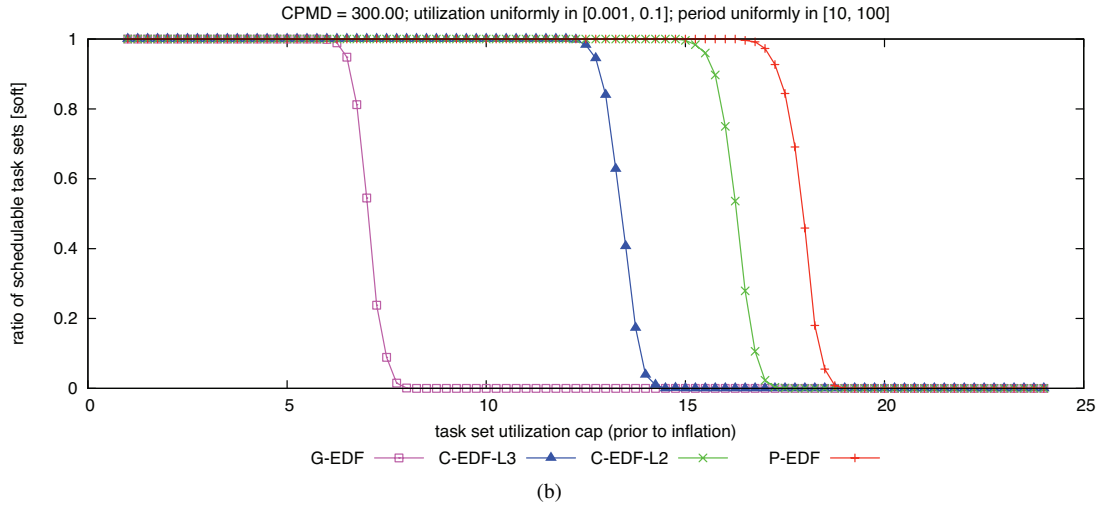 CPMD = 300.00; utilization uniformly in [0.001, 0.1]; period uniformly in [10, 100]
1
0.8
0.6
0.4
0.2
0
ratio of schedulable task sets [soft]
0 5 10 15 20 25
task set utilization cap (prior to inflation)
G-EDF C-EDF-L3 C-EDF-L2 P-EDF
(b)